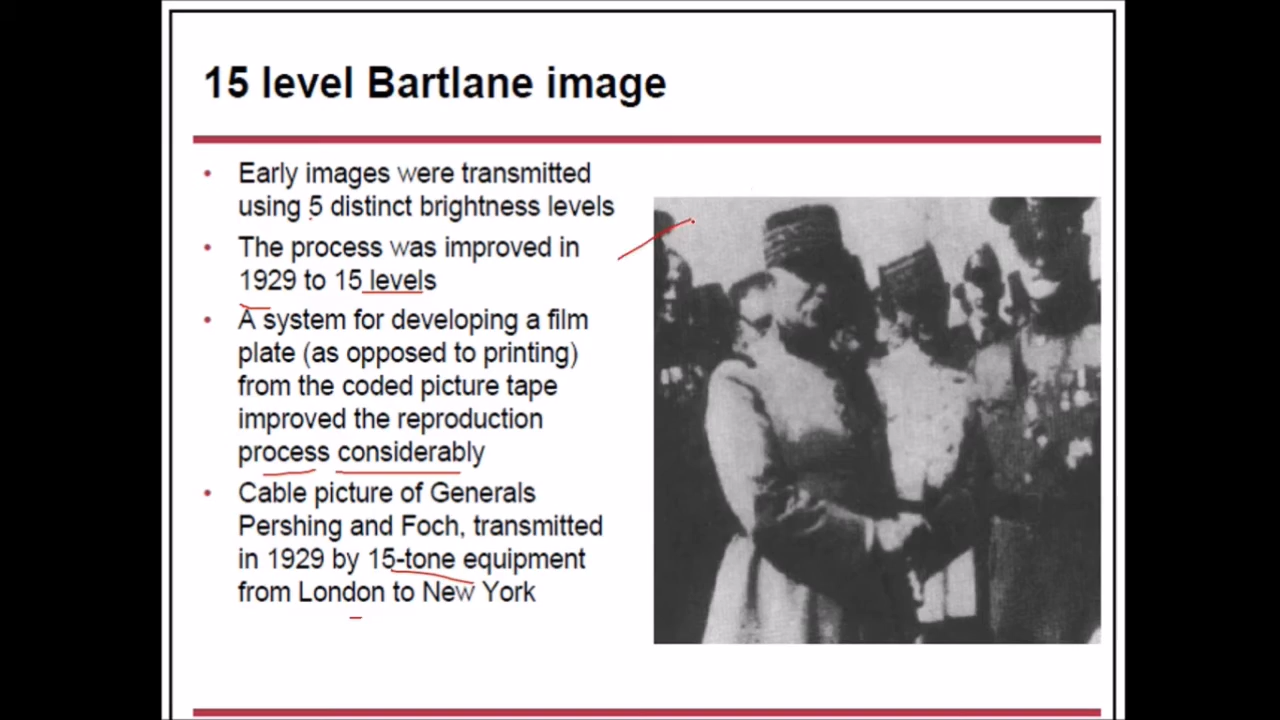 15 level Bartlane image
• Early images were transmitted
using 5 distinct brightness levels
• The process was improved in
1929 to 15 levels
• A system for developing a film
plate (as opposed to printing)
from the coded picture tape
improved the reproduction
process considerably
• Cable picture of Generals
Pershing and Foch, transmitted
in 1929 by 15-tone equipment
from London to New York